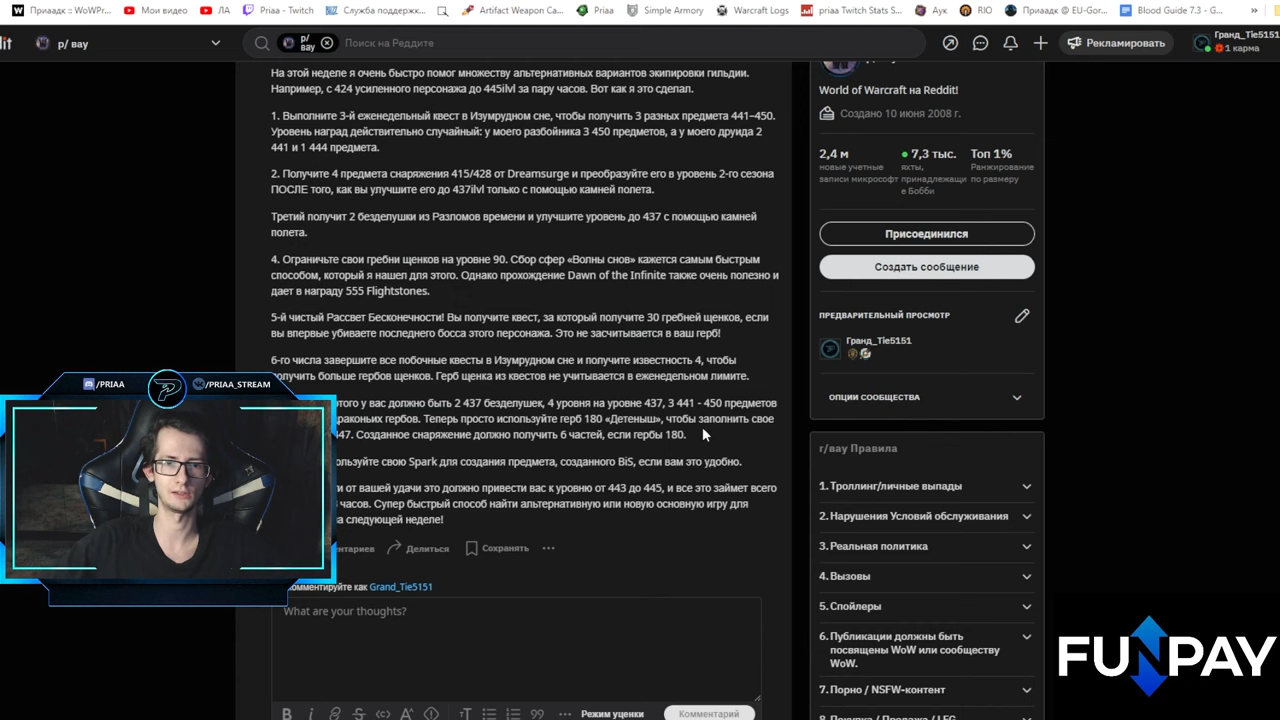 Приаадк :: WoWPr...
Мои видео
ЛА
Priaa - Twitch
Служба поддержк...
Artifact Weapon Ca...
Priaa
Simple Armory
Warcraft Logs
priaa Twitch Stats S...
Аук
RIO
Приаадк @ EU-Gor...
Blood Guide 7.3 - G...
»
it
р/ вау
р/ вау
Поиск на Реддите
Рекламировать
Гранд_Tie5151
1 карма
На этой неделе я очень быстро помог множеству альтернативных вариантов экипировки гильдии.
Например, с 424 усиленного персонажа до 445ilvl за пару часов. Вот как я это сделал.
1. Выполните 3-й еженедельный квест в Изумрудном сне, чтобы получить 3 разных предмета 441–450.
Уровень наград действительно случайный: у моего разбойника 3 450 предметов, а у моего друида 2
441 и 1 444 предмета.
2. Получите 4 предмета снаряжения 415/428 от Dreamsurge и преобразуйте его в уровень 2-го сезона
ПОСЛЕ того, как вы улучшите его до 437ilvl только с помощью камней полета.
Третий получит 2 безделушки из Разломов времени и улучшите уровень до 437 с помощью камней
полета.
4. Ограничьте свои гребни щенков на уровне 90. Сбор сфер «Волны снов» кажется самым быстрым
способом, который я нашел для этого. Однако прохождение Dawn of the Infinite также очень полезно и
дает в награду 555 Flightstones.
5-й чистый Рассвет Бесконечности! Вы получите квест, за который получите 30 гребней щенков, если
вы впервые убиваете последнего босса этого персонажа. Это не засчитывается в ваш герб!
6-го числа завершите все побочные квесты в Изумрудном сне и получите известность 4, чтобы
получить больше гербов щенков. Герб щенка из квестов не учитывается в еженедельном лимите.
этого у вас должно быть 2 437 безделушек, 4 уровня на уровне 437, 3 441 - 450 предметов
драконьих гербов. Теперь просто используйте герб 180 «Детеныш», чтобы заполнить свое
447. Созданное снаряжение должно получить 6 частей, если гербы 180.
ользуйте свою Spark для создания предмета, созданного BiS, если вам это удобно.
и от вашей удачи это должно привести вас к уровню от 443 до 445, и все это займет всего
часов. Супер быстрый способ найти альтернативную или новую основную игру для
а следующей неделе!
ментариев
Делиться
Сохранять
комментируйте как Grand_Tie5151
What are your thoughts?
Режим уценки
Комментарий
World of Warcraft на Reddit!
Создано 10 июня 2008 г.
2,4 м
новые учетные записи микрософт
7,3 тыс.
яхты, принадлежащи е Бобби
Топ 1%
Ранжирование по размеру
Присоединился
Создать сообщение
ПРЕДВАРИТЕЛЬНЫЙ ПРОСМОТР
Гранд_Tie5151
ОПЦИИ СООБЩЕСТВА
r/вау Правила
1. Троллинг/личные выпады
2. Нарушения Условий обслуживания
3. Реальная политика
4. Вызовы
5. Спойлеры
6. Публикации должны быть
посвящены WoW или сообществу
WoW.
7. Порно / NSFW-контент
/PRIAA
/PRIAA_STREAM
FUNPAY